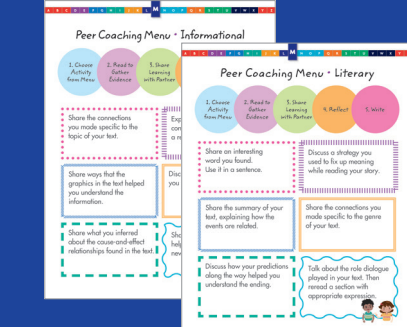 M
Peer Coaching Menu • Informational
1. Choose
Activity
from Menu
2. Read to
Gather
Evidence
3. Share
Learning
with Partner
Share the connections
you made specific to the
topic of your text.
Share ways that the
graphics in the text helped
you understand the
information.
Share what you inferred
about the cause-and-effect
relationships found in the text.
M
Peer Coaching Menu • Literary
1. Choose
Activity
from Menu
2. Read to
Gather
Evidence
3. Share
Learning
with Partner
4. Reflect
5. Write
Share an interesting
word you found.
Use it in a sentence.
Discuss a strategy you
used to fix up meaning
while reading your story.
Share the summary of your
text, explaining how the
events are related.
Share the connections you
made specific to the genre
of your text.
Discuss how your predictions
along the way helped you
understand the ending.
Talk about the role dialogue
played in your text. Then
reread a section with
appropriate expression.